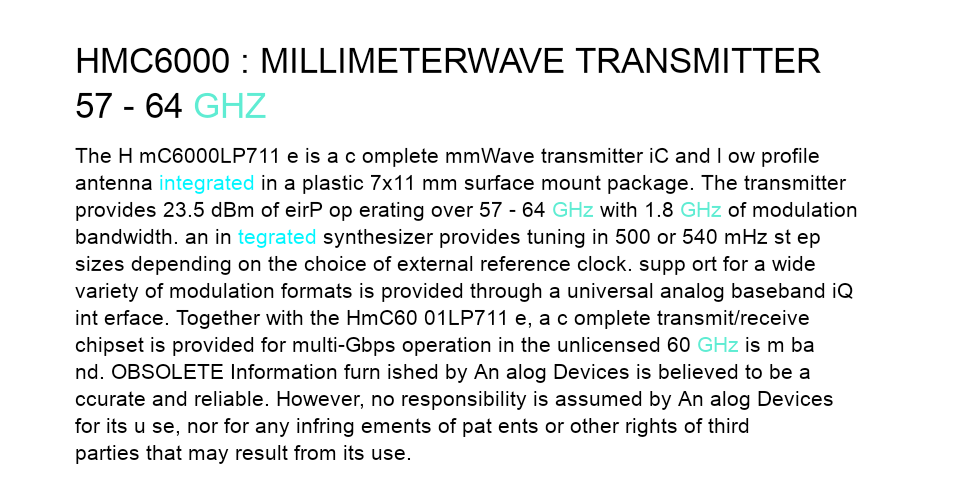 HMC6000 : MILLIMETERWAVE TRANSMITTER
57 - 64 GHZ
The H mC6000LP711 e is a c omplete mmWave transmitter iC and l ow profile
antenna integrated in a plastic 7x11 mm surface mount package. The transmitter
provides 23.5 dBm of eirP op erating over 57 - 64 GHz with 1.8 GHz of modulation
bandwidth. an in tegrated synthesizer provides tuning in 500 or 540 mHz st ep
sizes depending on the choice of external reference clock. supp ort for a wide
variety of modulation formats is provided through a universal analog baseband iQ
int erface. Together with the HmC60 01LP711 e, a c omplete transmit/receive
chipset is provided for multi-Gbps operation in the unlicensed 60 GHz is m ba
nd. OBSOLETE Information furn ished by An alog Devices is believed to be a
ccurate and reliable. However, no responsibility is assumed by An alog Devices
for its u se, nor for any infring ements of pat ents or other rights of third
parties that may result from its use.